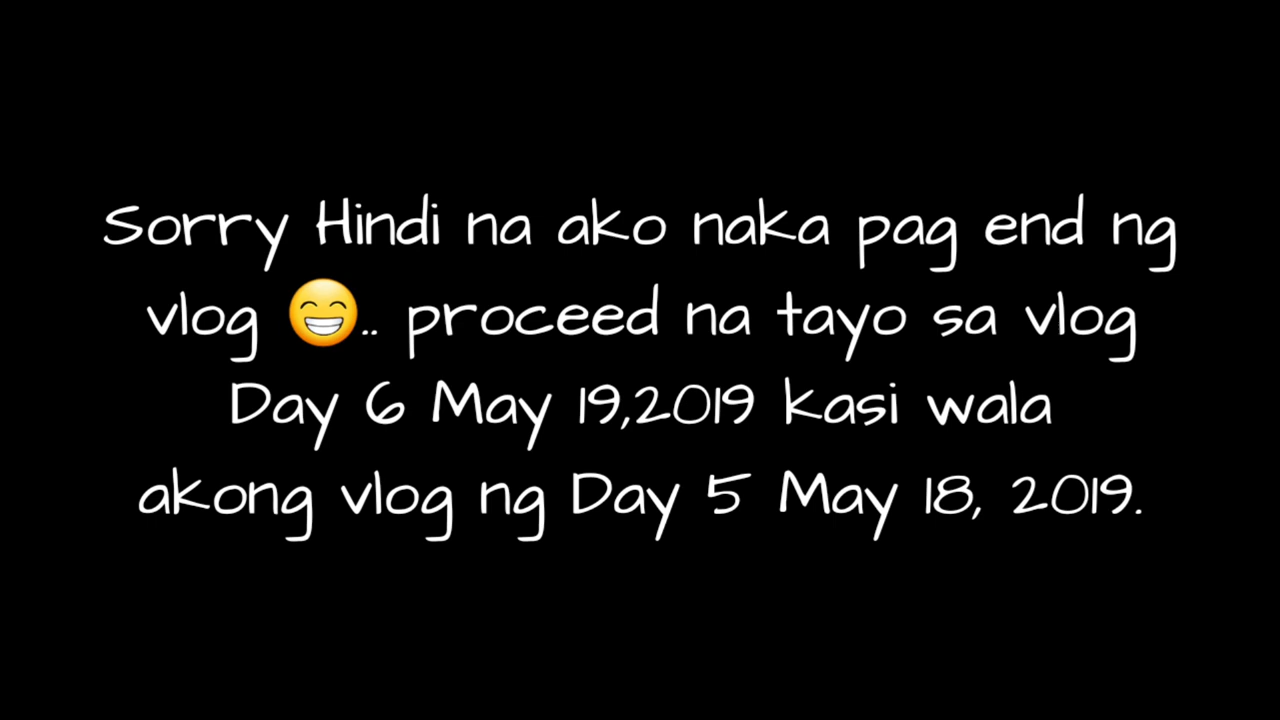 Sorry Hindi na ako naka pag end ng
vlog 😁.. proceed na tayo sa vlog
Day 6 May 19,2019 kasi wala
akong vlog ng Day 5 May 18, 2019.